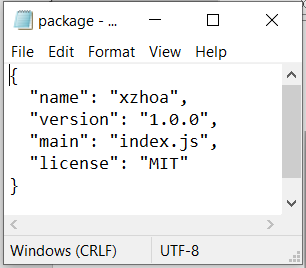 package - ...
File Edit Format View Help
{
  "name": "xzhoa",
  "version": "1.0.0",
  "main": "index.js",
  "license": "MIT"
}
Windows (CRLF) UTF-8